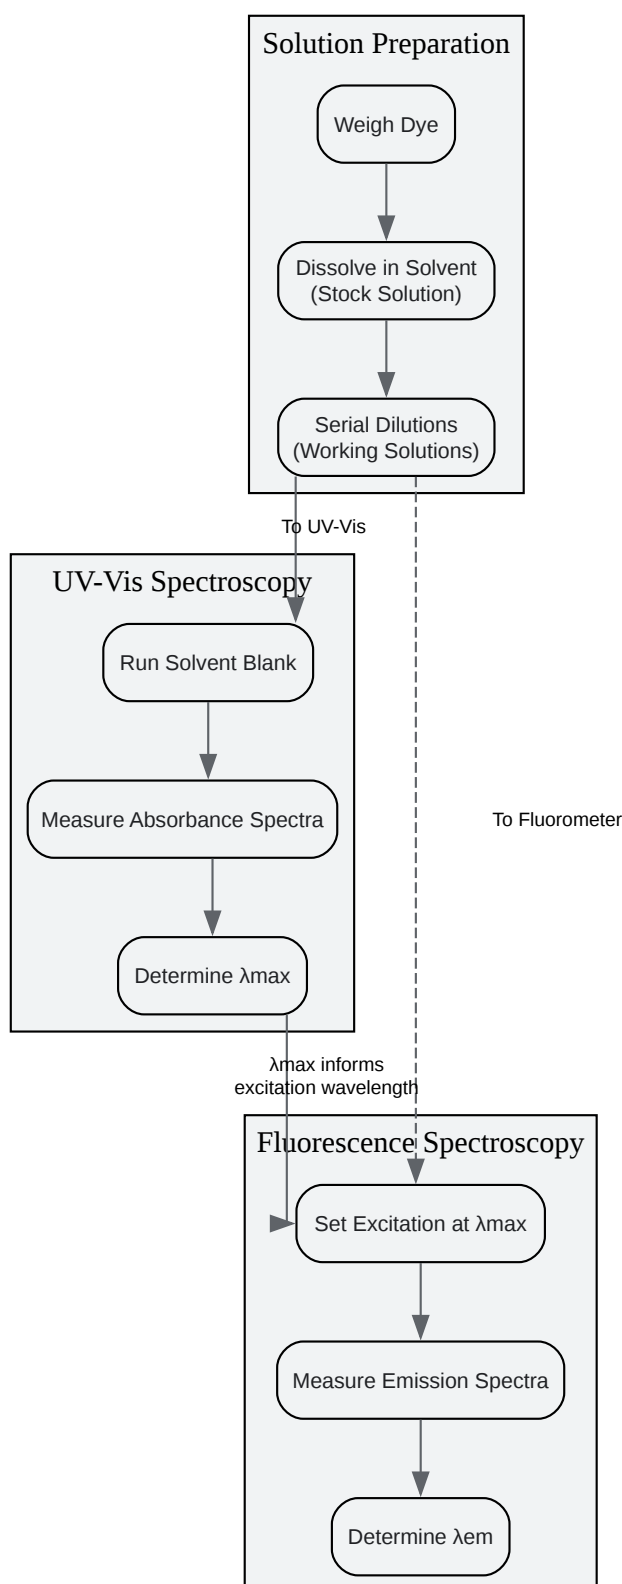 Solution Preparation
Weigh Dye
Dissolve in Solvent
(Stock Solution)
Serial Dilutions
(Working Solutions)
To UV-Vis
UV-Vis Spectroscopy
Run Solvent Blank
Measure Absorbance Spectra
To Fluorometer
Determine λmax
λmax informs
excitation wavelength
Fluorescence Spectroscopy
Set Excitation at λmax
Measure Emission Spectra
Determine λem